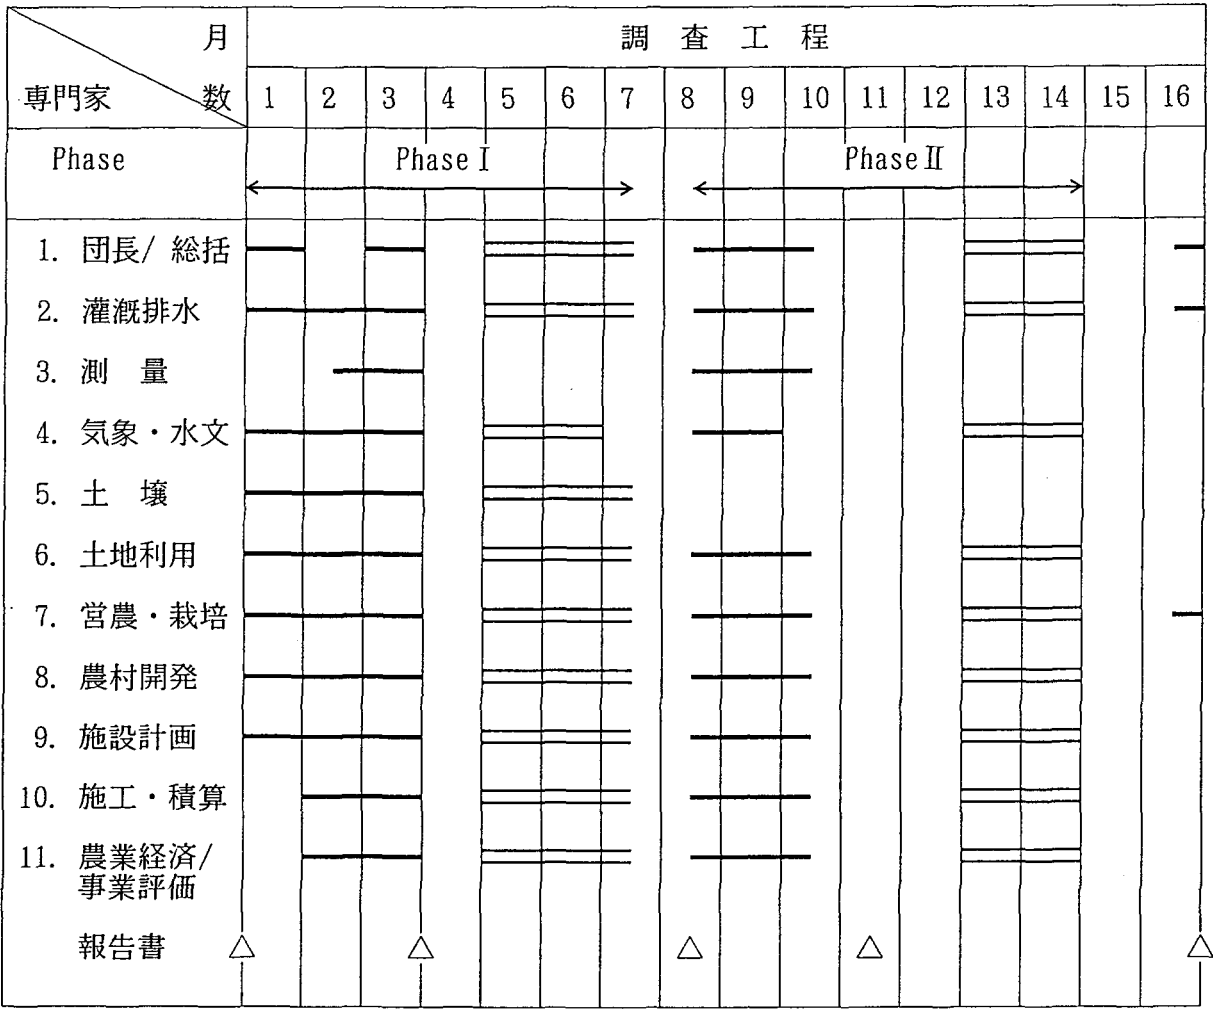 月
調 査 工 程
専門家 数 1 2 3 4 5 6 7 8 9 10 11 12 13 14 15 16
Phase PhaseⅠ PhaseⅡ
1. 団長/ 総括
2. 灌漑排水
3. 測 量
4. 気象・水文
5. 土 壌
6. 土地利用
7. 営農・栽培
8. 農村開発
9. 施設計画
10. 施工・積算
11. 農業経済/
事業評価
報告書